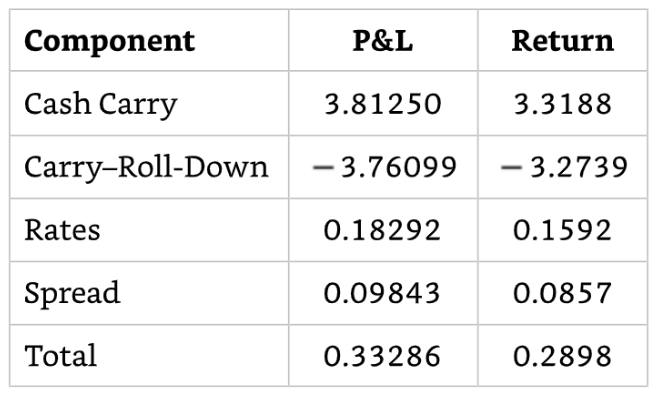 Component P&L Return
Cash Carry 3.81250 3.3188
Carry–Roll-Down − 3.76099 − 3.2739
Rates 0.18292 0.1592
Spread 0.09843 0.0857
Total 0.33286 0.2898